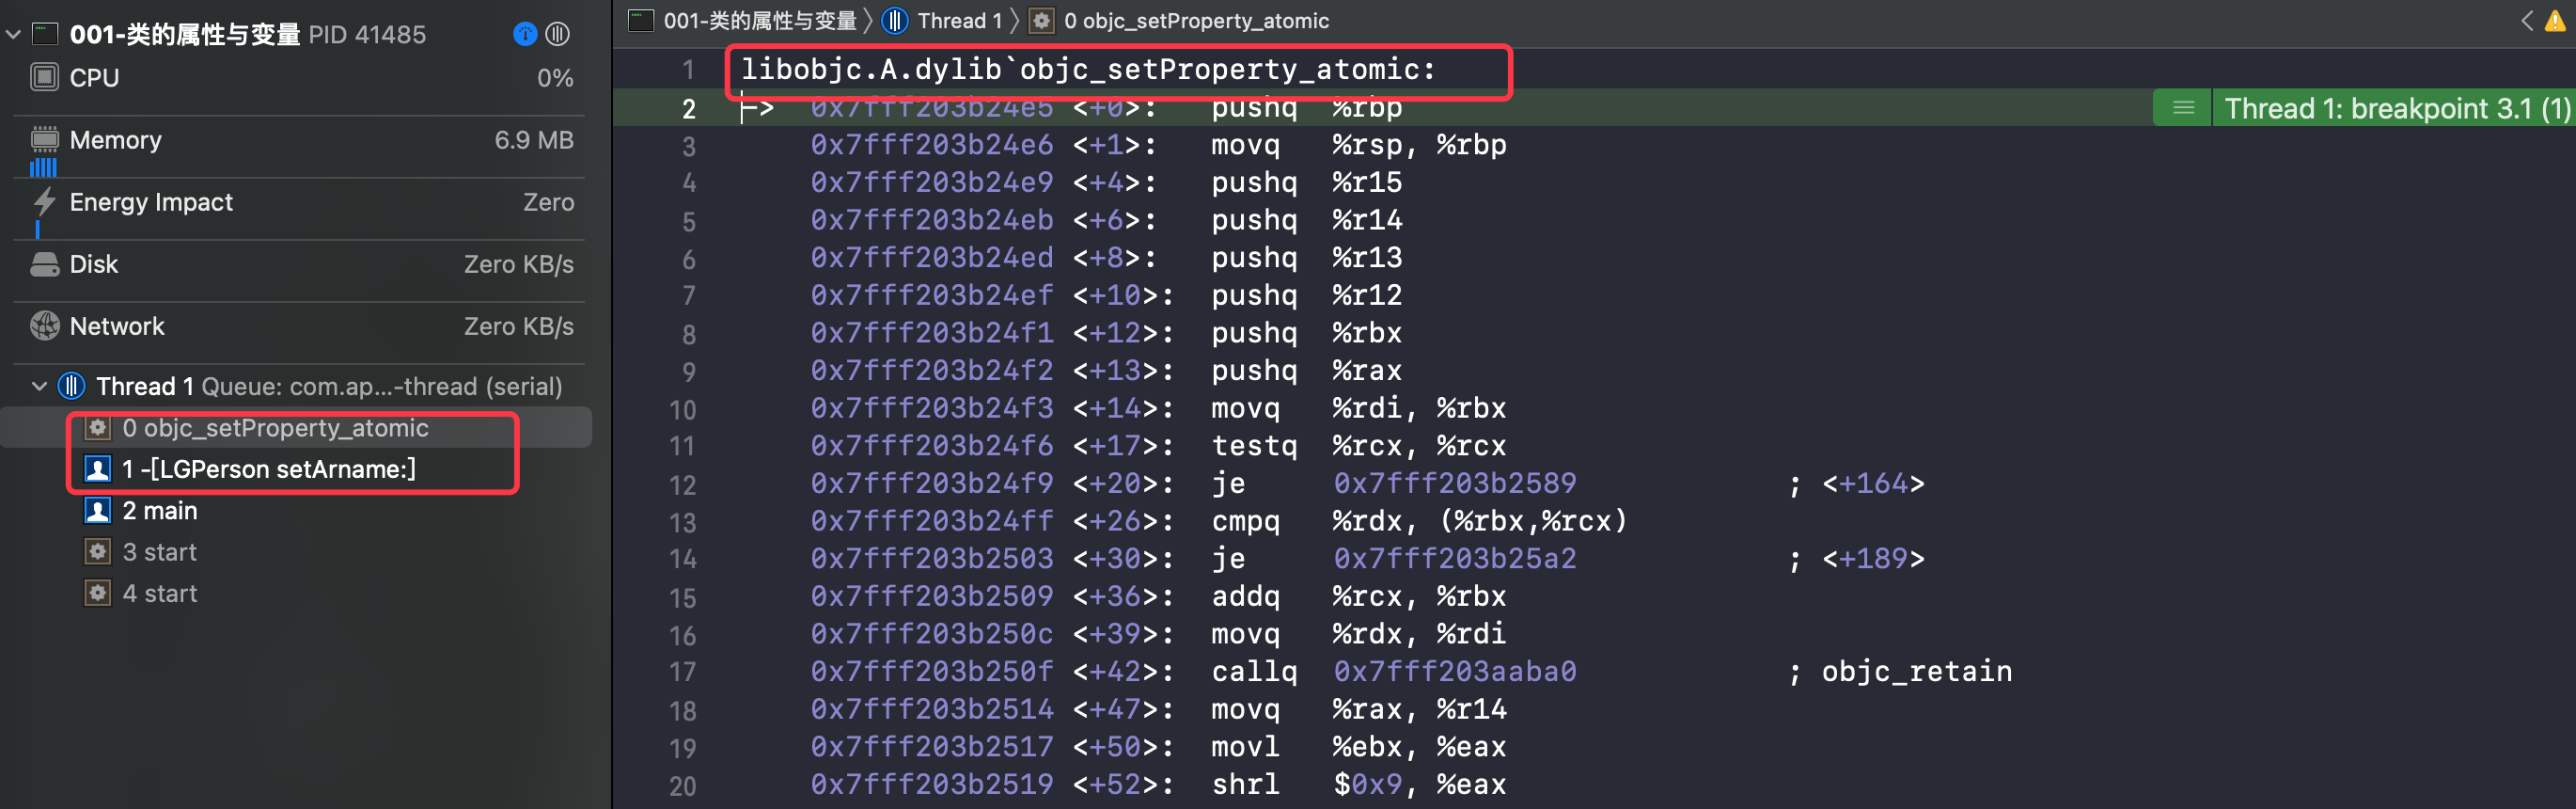 001-类的属性与变量 PID 41485
CPU 0%
Memory 6.9 MB
Energy Impact Zero
Disk Zero KB/s
Network Zero KB/s
Thread 1 Queue: com.ap...-thread (serial)
0 objc_setProperty_atomic
1 -[LGPerson setArname:]
2 main
3 start
4 start
001-类的属性与变量 〉 Thread 1 〉 0 objc_setProperty_atomic
1 libobjc.A.dylib`objc_setProperty_atomic:
2 -> 0x7fff203b24e5 <+0>: pushq %rbp Thread 1: breakpoint 3.1 (1)
3 0x7fff203b24e6 <+1>: movq %rsp, %rbp
4 0x7fff203b24e9 <+4>: pushq %r15
5 0x7fff203b24eb <+6>: pushq %r14
6 0x7fff203b24ed <+8>: pushq %r13
7 0x7fff203b24ef <+10>: pushq %r12
8 0x7fff203b24f1 <+12>: pushq %rbx
9 0x7fff203b24f2 <+13>: pushq %rax
10 0x7fff203b24f3 <+14>: movq %rdi, %rbx
11 0x7fff203b24f6 <+17>: testq %rcx, %rcx
12 0x7fff203b24f9 <+20>: je 0x7fff203b2589 ; <+164>
13 0x7fff203b24ff <+26>: cmpq %rdx, (%rbx,%rcx)
14 0x7fff203b2503 <+30>: je 0x7fff203b25a2 ; <+189>
15 0x7fff203b2509 <+36>: addq %rcx, %rbx
16 0x7fff203b250c <+39>: movq %rdx, %rdi
17 0x7fff203b250f <+42>: callq 0x7fff203aaba0 ; objc_retain
18 0x7fff203b2514 <+47>: movq %rax, %r14
19 0x7fff203b2517 <+50>: movl %ebx, %eax
20 0x7fff203b2519 <+52>: shrl $0x9, %eax